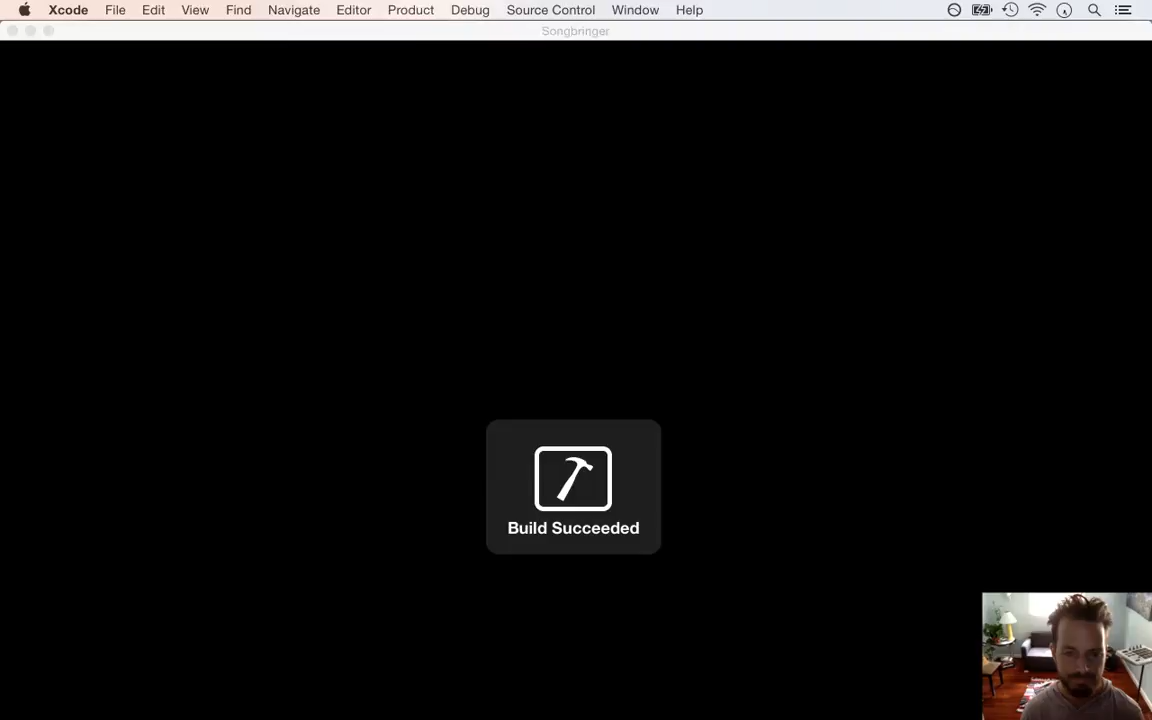 Xcode File Edit View Find Navigate Editor Product Debug Source Control Window Help
Songbringer
Build Succeeded